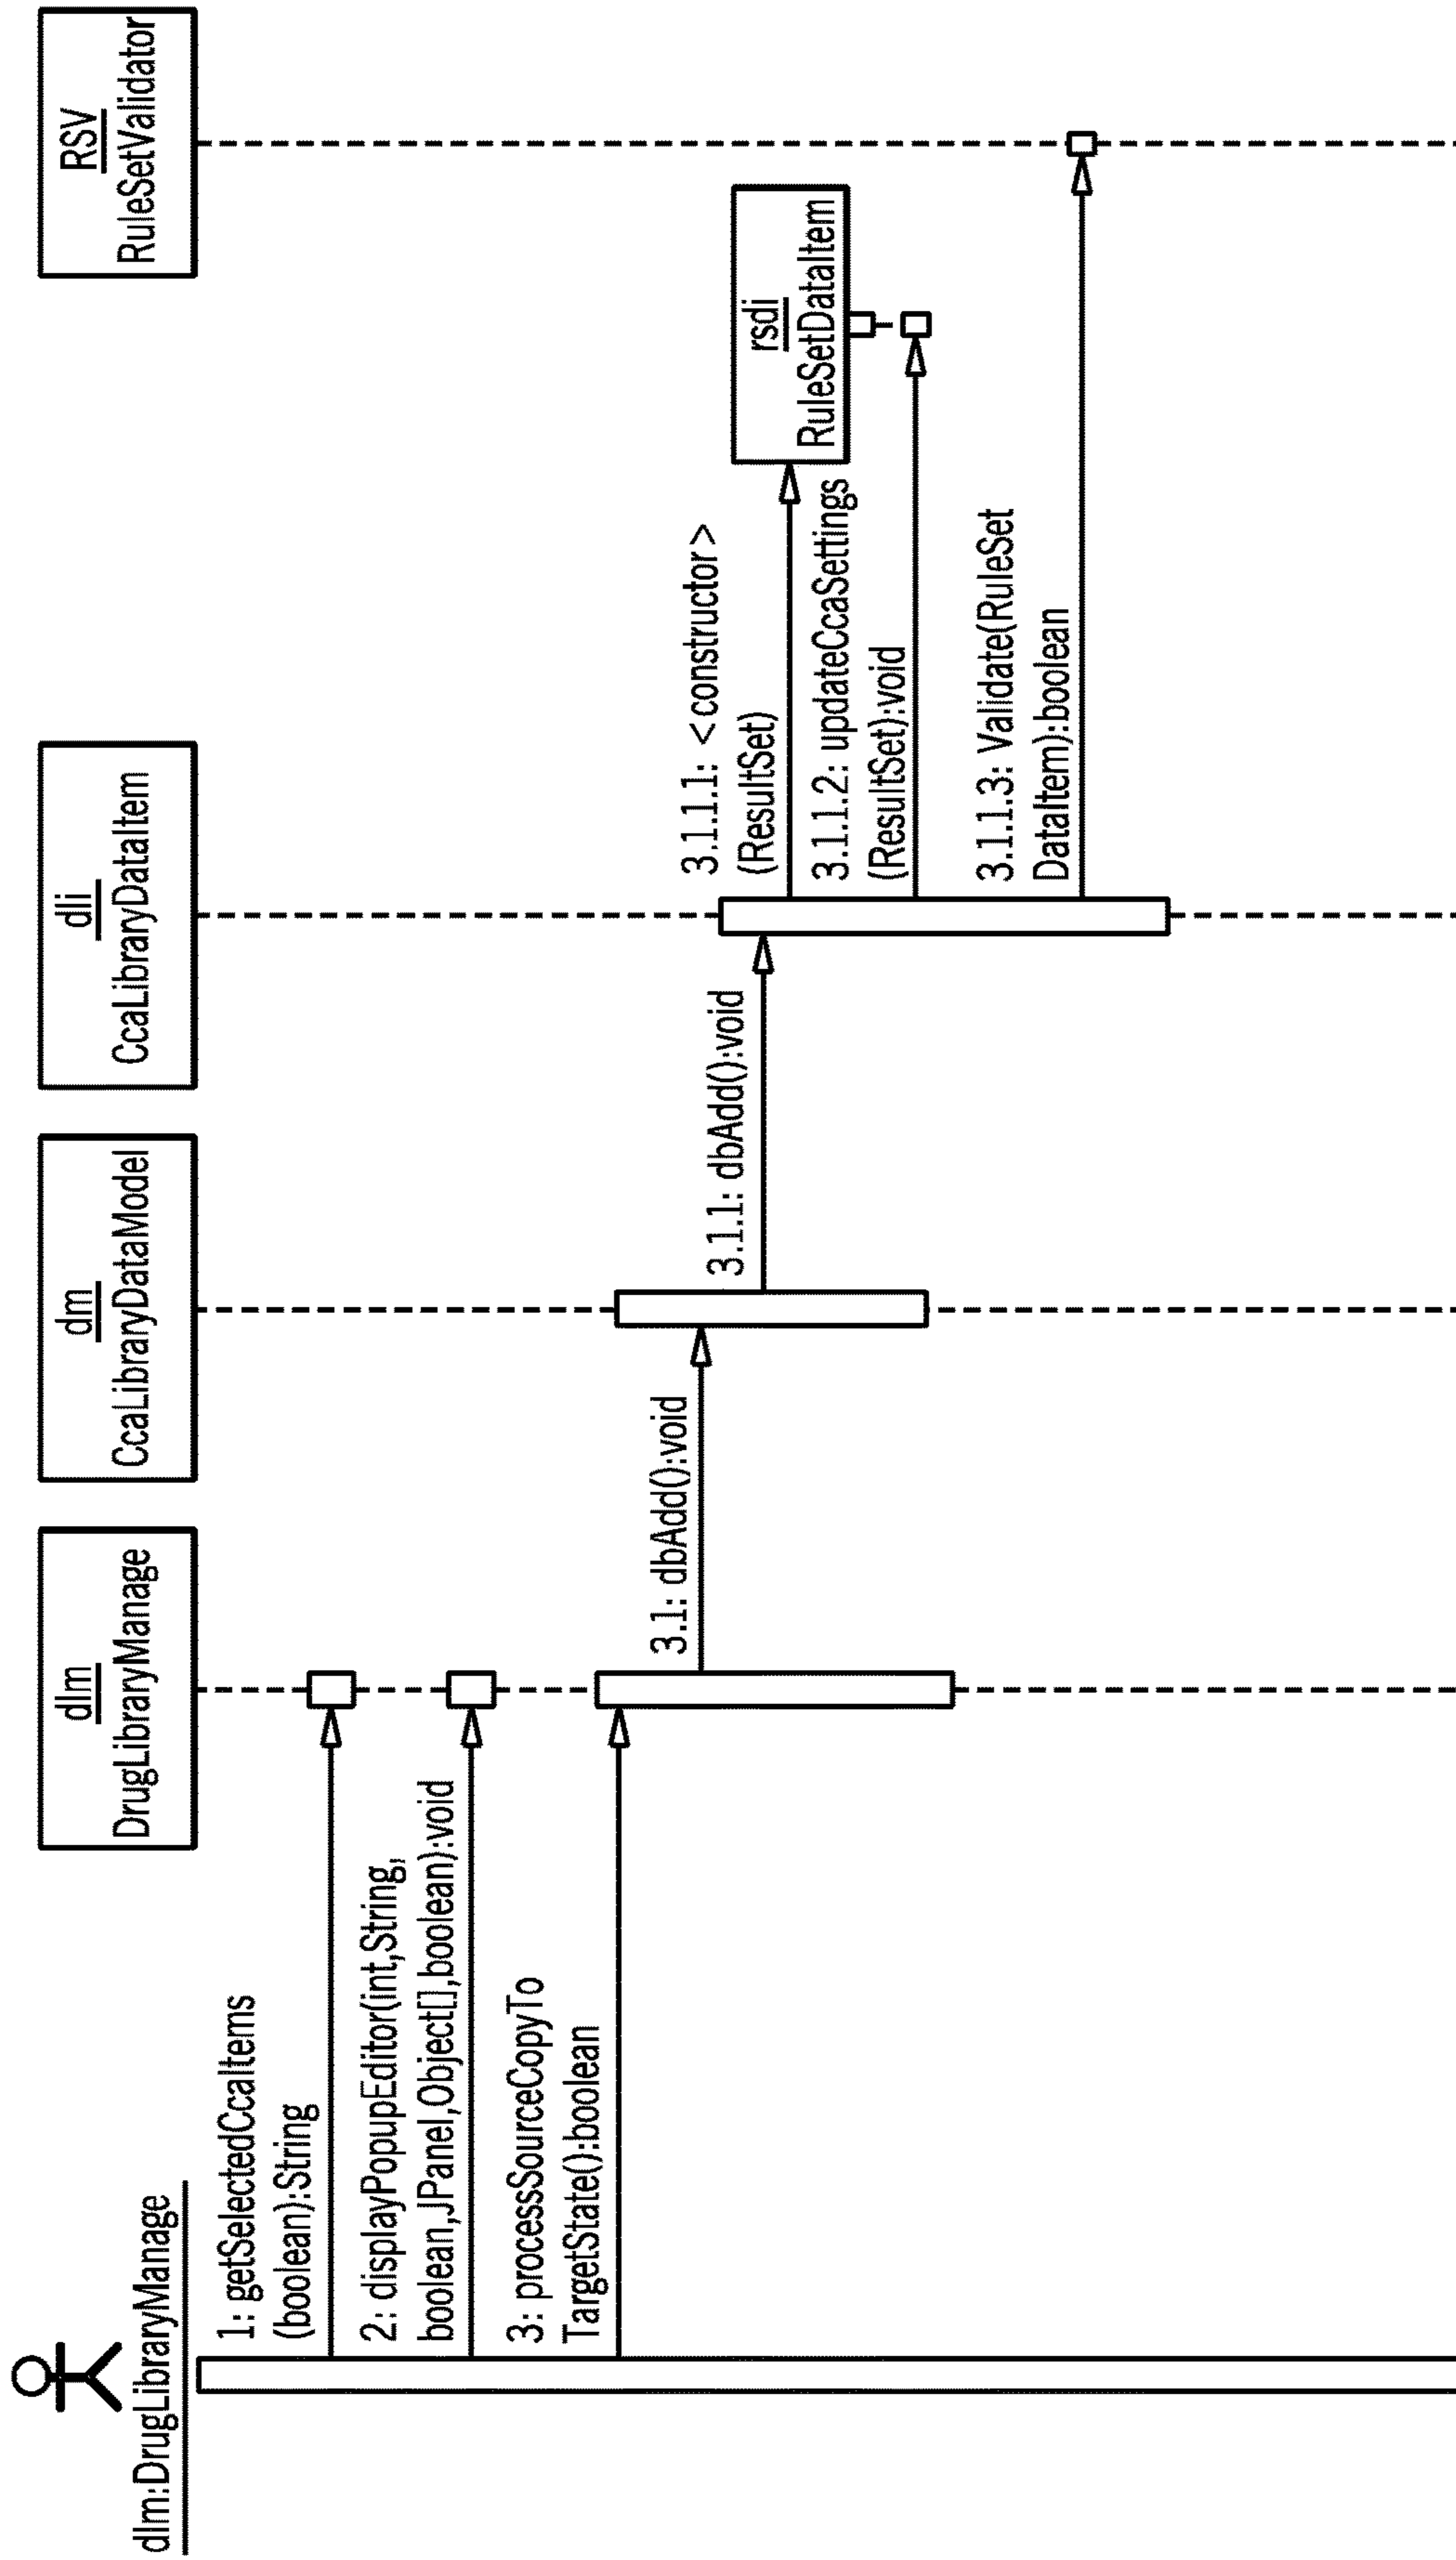 dlm:DrugLibraryManage
dlm
DrugLibraryManage
dm
CcaLibraryDataModel
dli
CcaLibraryDataItem
RSV
RuleSetValidator
1: getSelectedCcaItems
(boolean):String
2: displayPopupEditor(int,String,
boolean,JPanel,Object[],boolean):void
3: processSourceCopyTo
TargetState():boolean
3.1: dbAdd():void
3.1.1: dbAdd():void
3.1.1.1: <constructor>
(ResultSet)
rsdi
RuleSetDataItem
3.1.1.2: updateCcaSettings
(ResultSet):void
3.1.1.3: Validate(RuleSet
DataItem):boolean